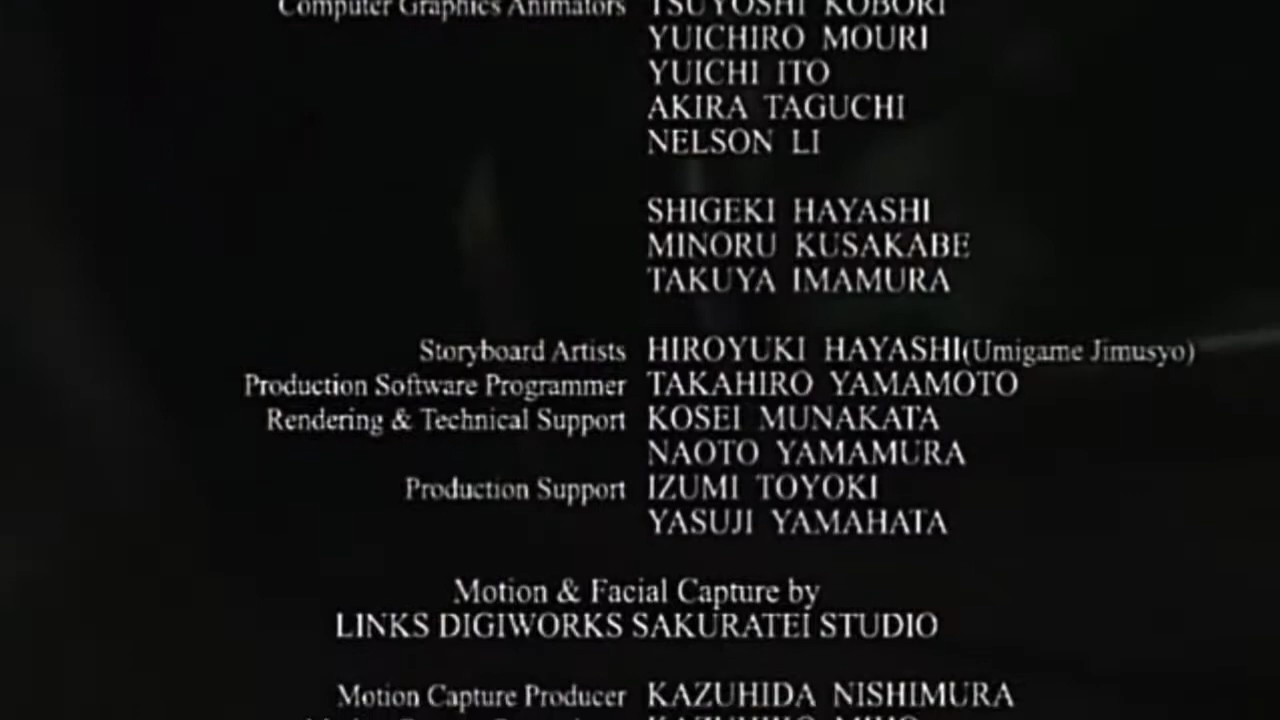 Computer Graphics Animators TSUYOSHI KOBORI
YUICHIRO MOURI
YUICHI ITO
AKIRA TAGUCHI
NELSON LI
SHIGEKI HAYASHI
MINORU KUSAKABE
TAKUYA IMAMURA
Storyboard Artists HIROYUKI HAYASHI(Umigame Jimusyo)
Production Software Programmer TAKAHIRO YAMAMOTO
Rendering & Technical Support KOSEI MUNAKATA
NAOTO YAMAMURA
Production Support IZUMI TOYOKI
YASUJI YAMAHATA
Motion & Facial Capture by
LINKS DIGIWORKS SAKURATEI STUDIO
Motion Capture Producer KAZUHIDA NISHIMURA